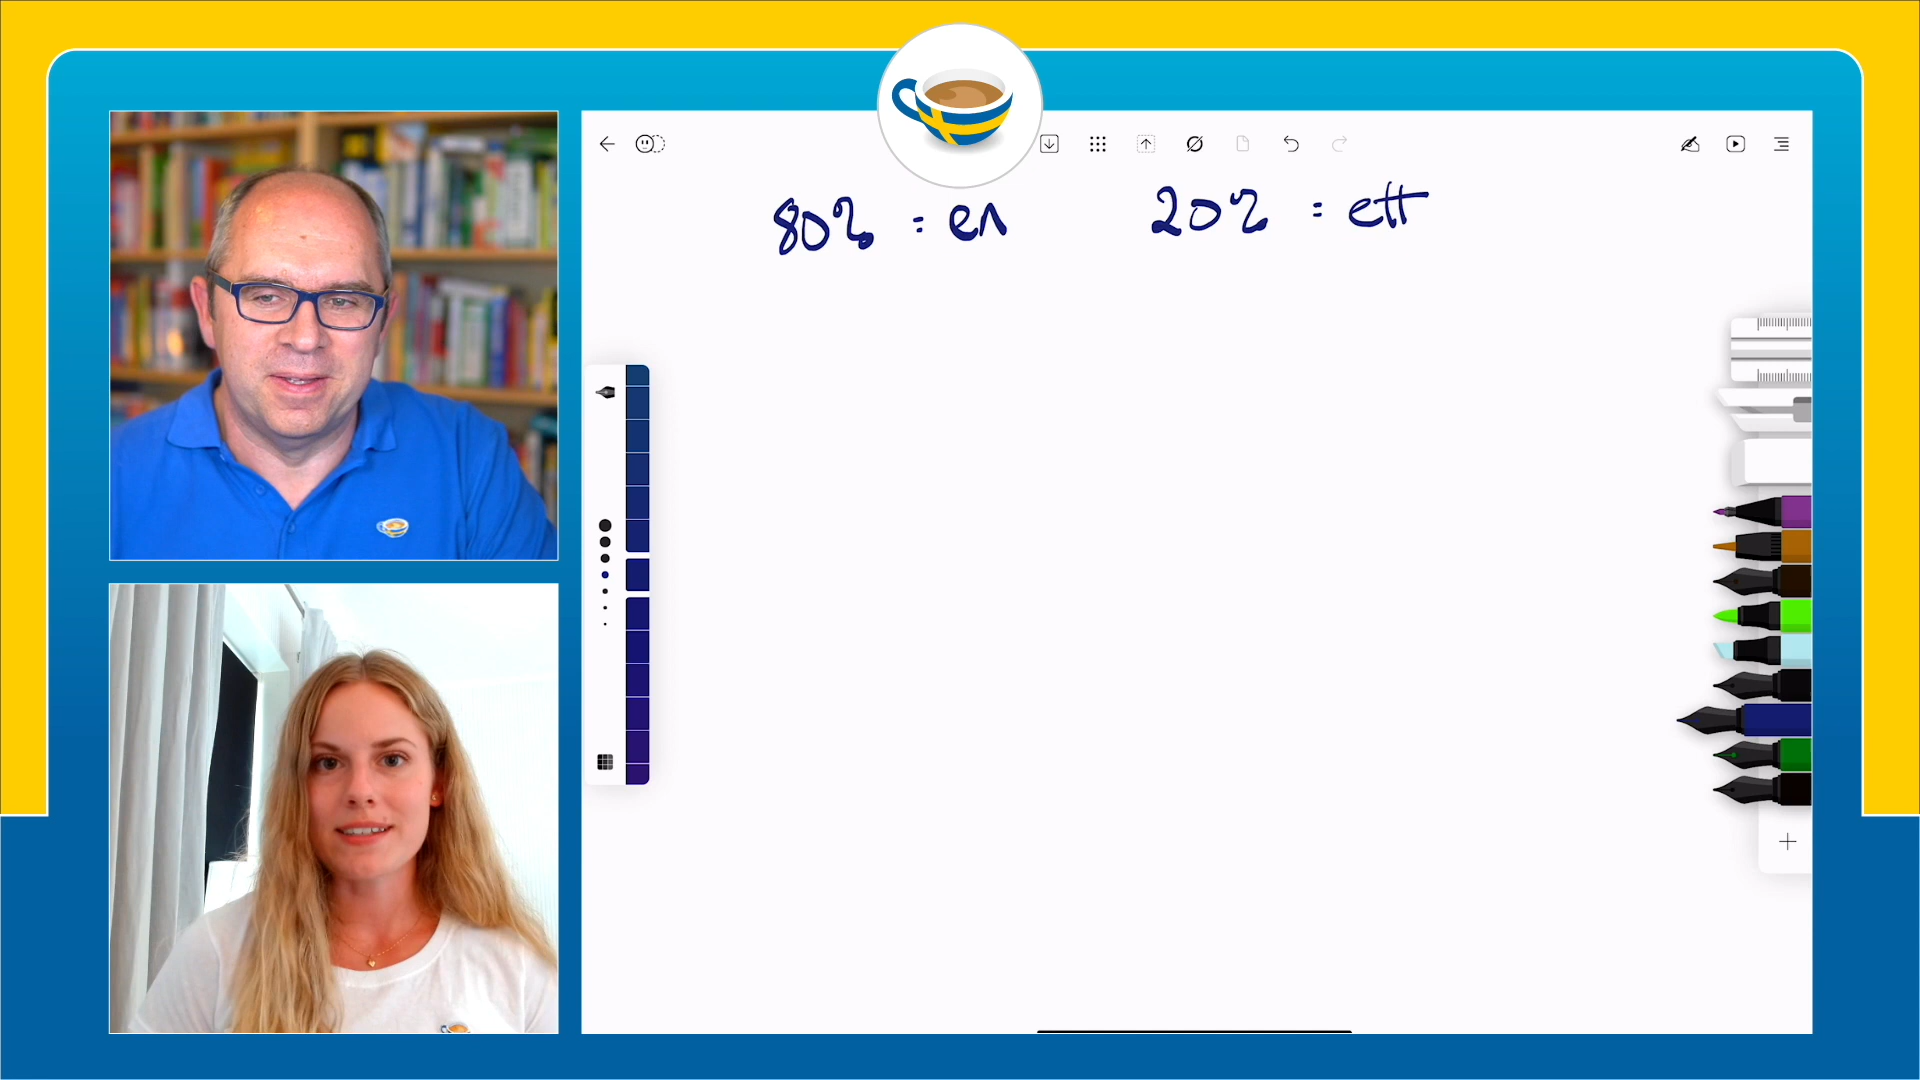 80% = en 20% = ett